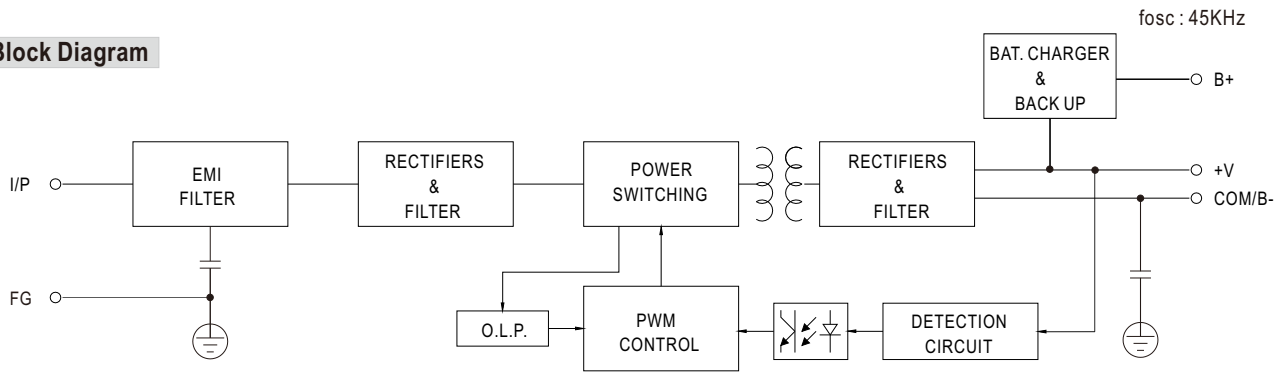 fosc : 45KHz
Block Diagram
BAT. CHARGER
&
BACK UP
B+
I/P
EMI
FILTER
RECTIFIERS
&
FILTER
POWER
SWITCHING
RECTIFIERS
&
FILTER
+V
COM/B-
FG
O.L.P.
PWM
CONTROL
DETECTION
CIRCUIT